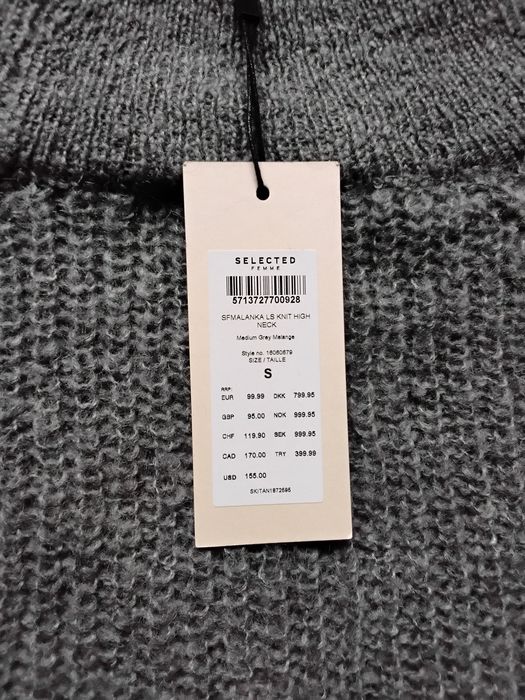 SELECTED
FEMME
5713727700928
SFMALANKA LS KNIT HIGH
NECK
Medium Grey Melange
Style no. 16060679
SIZE / TAILLE
S
RRP:
EUR 99.99 DKK 799.95
GBP 95.00 NOK 999.95
CHF 119.90 SEK 999.95
CAD 170.00 TRY 399.99
USD 155.00
SKITAN1872595